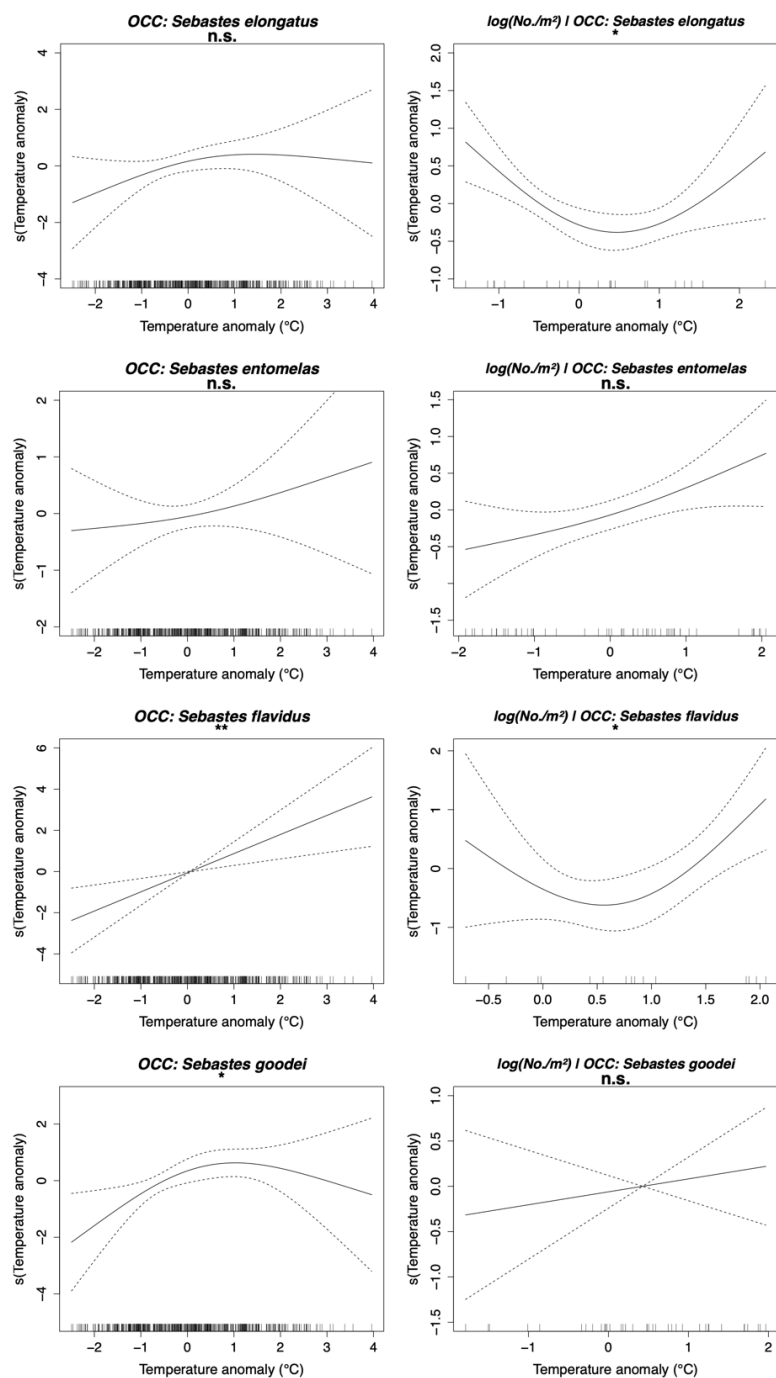 OCC: Sebastes elongatus
n.s.
s(Temperature anomaly)
4
2
0
−2
−4
−2 −1 0 1 2 3 4
Temperature anomaly (°C)
log(No./m²) | OCC: Sebastes elongatus
*
s(Temperature anomaly)
2.0
1.5
1.0
0.5
0.0
−0.5
−1.0
−1 0 1 2
Temperature anomaly (°C)
OCC: Sebastes entomelas
n.s.
s(Temperature anomaly)
2
1
0
−1
−2
−2 −1 0 1 2 3 4
Temperature anomaly (°C)
log(No./m²) | OCC: Sebastes entomelas
n.s.
s(Temperature anomaly)
1.5
1.0
0.5
0.0
−0.5
−1.0
−1.5
−2 −1 0 1 2
Temperature anomaly (°C)
OCC: Sebastes flavidus
**
s(Temperature anomaly)
6
4
2
0
−2
−4
−2 −1 0 1 2 3 4
Temperature anomaly (°C)
log(No./m²) | OCC: Sebastes flavidus
*
s(Temperature anomaly)
2
1
0
−1
−0.5 0.0 0.5 1.0 1.5 2.0
Temperature anomaly (°C)
OCC: Sebastes goodei
*
s(Temperature anomaly)
2
0
−2
−4
−2 −1 0 1 2 3 4
Temperature anomaly (°C)
log(No./m²) | OCC: Sebastes goodei
n.s.
s(Temperature anomaly)
1.0
0.5
0.0
−0.5
−1.0
−1.5
−1 0 1 2
Temperature anomaly (°C)